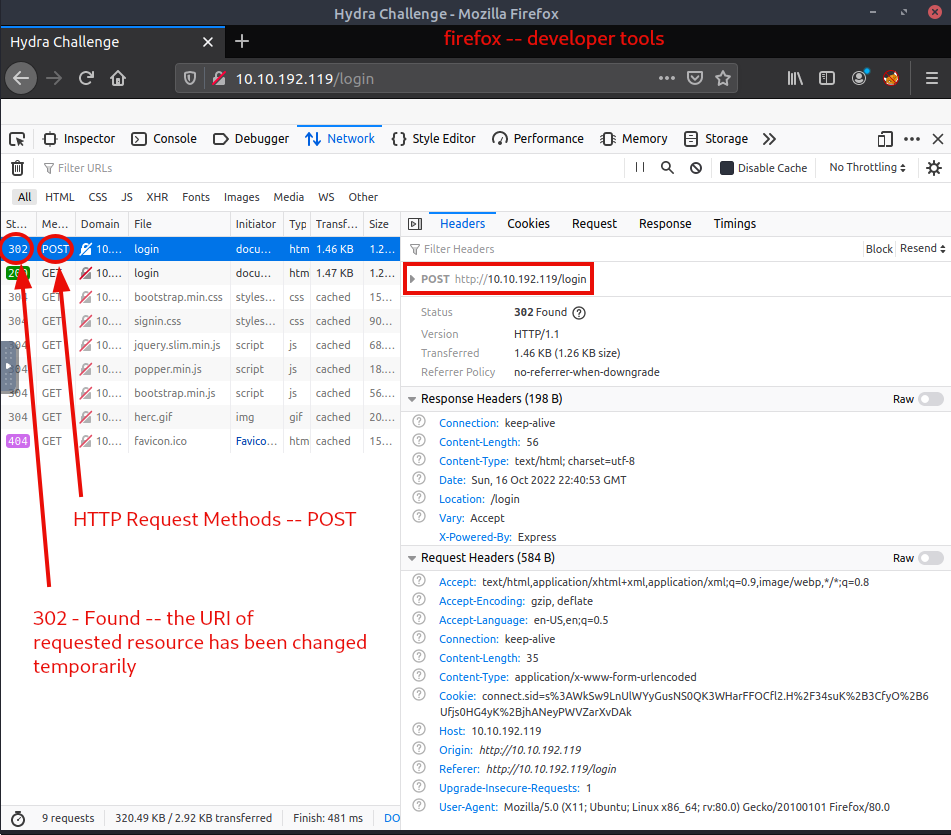 Hydra Challenge - Mozilla Firefox
Hydra Challenge
firefox -- developer tools
10.10.192.119/login
Inspector Console Debugger Network Style Editor Performance Memory Storage
Filter URLs
Disable Cache No Throttling
All HTML CSS JS XHR Fonts Images Media WS Other
St... Me... Domain File Initiator Typ Transf... Size
302 POST 10.... login docu... htm 1.46 KB 1.2...
GET 10.... login docu... htm 1.47 KB 1.2...
304 GET 10.... bootstrap.min.css styles... css cached 15...
304 GET 10.... signin.css styles... css cached 90...
304 GET 10.... jquery.slim.min.js script js cached 68...
304 GET 10.... popper.min.js script js cached 18...
304 GET 10.... bootstrap.min.js script js cached 56...
304 GET 10.... herc.gif img gif cached 20...
404 GET 10.... favicon.ico Favico... htm cached 15...
HTTP Request Methods -- POST
302 - Found -- the URI of
requested resource has been changed
temporarily
9 requests 320.49 KB / 2.92 KB transferred Finish: 481 ms DO
Headers Cookies Request Response Timings
Filter Headers Block Resend
POST http://10.10.192.119/login
Status 302 Found
Version HTTP/1.1
Transferred 1.46 KB (1.26 KB size)
Referrer Policy no-referrer-when-downgrade
Response Headers (198 B) Raw
Connection: keep-alive
Content-Length: 56
Content-Type: text/html; charset=utf-8
Date: Sun, 16 Oct 2022 22:40:53 GMT
Location: /login
Vary: Accept
X-Powered-By: Express
Request Headers (584 B) Raw
Accept: text/html,application/xhtml+xml,application/xml;q=0.9,image/webp,*/*;q=0.8
Accept-Encoding: gzip, deflate
Accept-Language: en-US,en;q=0.5
Connection: keep-alive
Content-Length: 35
Content-Type: application/x-www-form-urlencoded
Cookie: connect.sid=s%3AWkSw9LnUlWYyGusNS0QK3WHarFFOCfl2.H%2F34suK%2B3CfyO%2B6
Ufjs0HG4yK%2BjhANeyPWVZarXvDAk
Host: 10.10.192.119
Origin: http://10.10.192.119
Referer: http://10.10.192.119/login
Upgrade-Insecure-Requests: 1
User-Agent: Mozilla/5.0 (X11; Ubuntu; Linux x86_64; rv:80.0) Gecko/20100101 Firefox/80.0